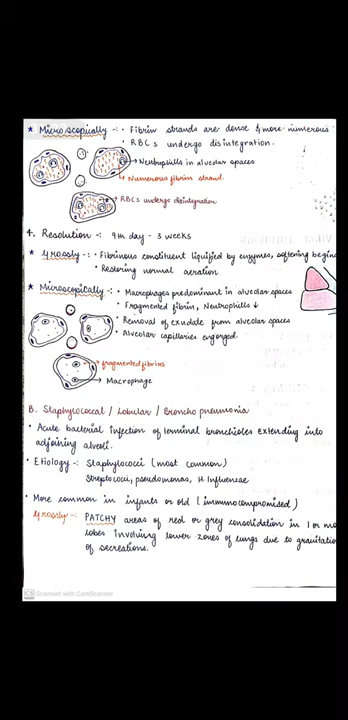 * Microscopically -: • Fibrin strands are dense & more numerous
• RBCs undergo disintegration.
→ Neutrophills in alveolar spaces
→ Numerous fibrin strand.
→ RBCs undergo disintegration
4. Resolution -: 9th day - 3 weeks
* Grossly -: • Fibrinous constituent liquified by enzymes, softening begins
• Restoring normal aeration
* Microscopically -: • Macrophages predominant in alveolar spaces
• Fragmented fibrin, Neutrophills ↓
• Removal of exudate from alveolar spaces
• Alveolar capillaries engorged.
→ fragmented fibrins
→ Macrophage
B. Staphylococcal / Lobular / Broncho pneumonia
• Acute bacterial infection of terminal bronchioles extending into
adjoining alveoli.
• Etiology -: Staphylococci (most common)
Streptococci, pseudomonas, H. Influenzae
• More common in infants or old (immunocompromised)
Grossly -: PATCHY areas of red or grey consolidation in 1 or mo
lobes involving lower zones of lungs due to gravitation
of secreations.
CS Scanned with CamScanner